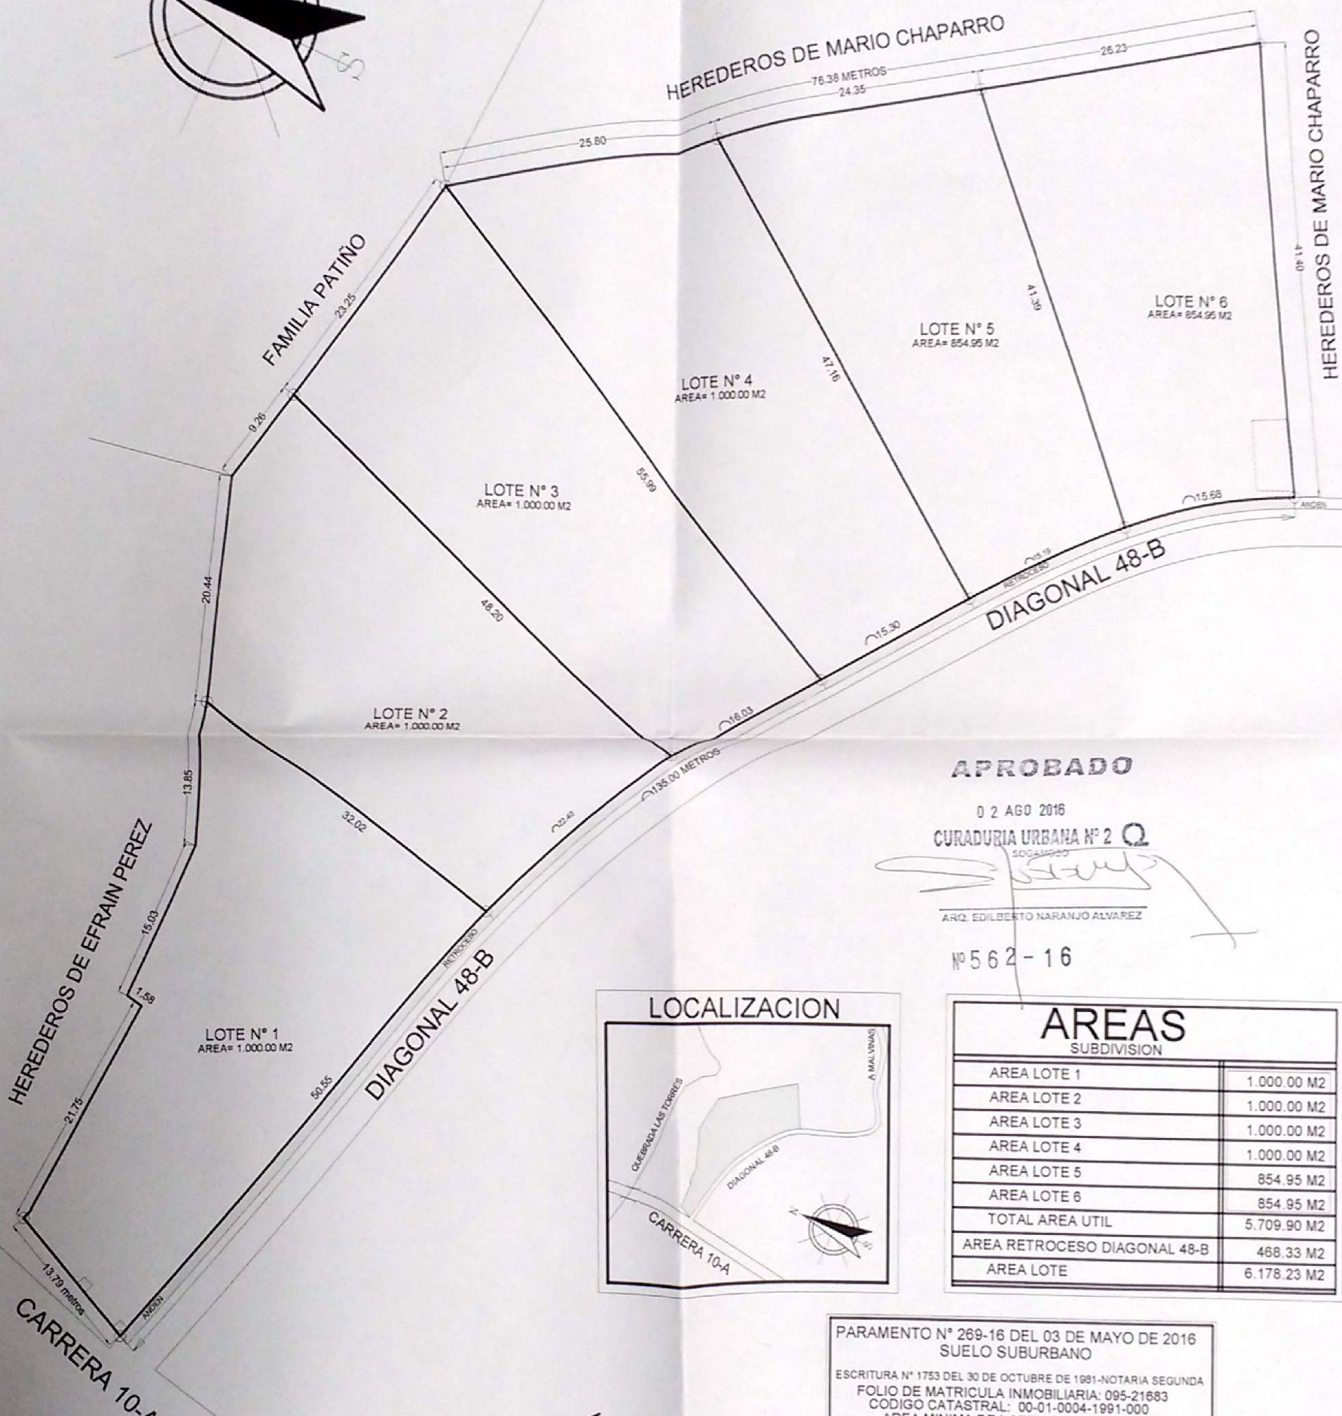 S
HEREDEROS DE MARIO CHAPARRO
76.38 METROS
25.80
24.35
26.23
HEREDEROS DE MARIO CHAPARRO
41.40
FAMILIA PATIÑO
23.25
9.26
20.44
13.85
HEREDEROS DE EFRAIN PEREZ
15.03
1.58
21.75
13.79 metros
CARRERA 10-A
LOTE N° 6
AREA= 854.95 M2
LOTE N° 5
AREA= 854.95 M2
LOTE N° 4
AREA= 1.000.00 M2
LOTE N° 3
AREA= 1.000.00 M2
LOTE N° 2
AREA= 1.000.00 M2
LOTE N° 1
AREA= 1.000.00 M2
41.39
47.16
55.99
48.20
32.02
50.55
15.68
ANDEN
15.19
RETROCESO
DIAGONAL 48-B
15.30
16.03
135.00 METROS
22.40
RETROCESO
DIAGONAL 48-B
ANDEN
APROBADO
02 AGO 2016
CURADURIA URBANA N° 2
SOGAMOSO
ARQ. EDILBERTO NARANJO ALVAREZ
N° 562-16
LOCALIZACION
QUEBRADA LAS TORRES
A MALVINAS
DIAGONAL 48-B
CARRERA 10-A
N
S
AREAS
SUBDIVISION
AREA LOTE 1 1.000.00 M2
AREA LOTE 2 1.000.00 M2
AREA LOTE 3 1.000.00 M2
AREA LOTE 4 1.000.00 M2
AREA LOTE 5 854.95 M2
AREA LOTE 6 854.95 M2
TOTAL AREA UTIL 5.709.90 M2
AREA RETROCESO DIAGONAL 48-B 468.33 M2
AREA LOTE 6.178.23 M2
PARAMENTO N° 269-16 DEL 03 DE MAYO DE 2016
SUELO SUBURBANO
ESCRITURA N° 1753 DEL 30 DE OCTUBRE DE 1981-NOTARIA SEGUNDA
FOLIO DE MATRICULA INMOBILIARIA: 095-21683
CODIGO CATASTRAL: 00-01-0004-1991-000